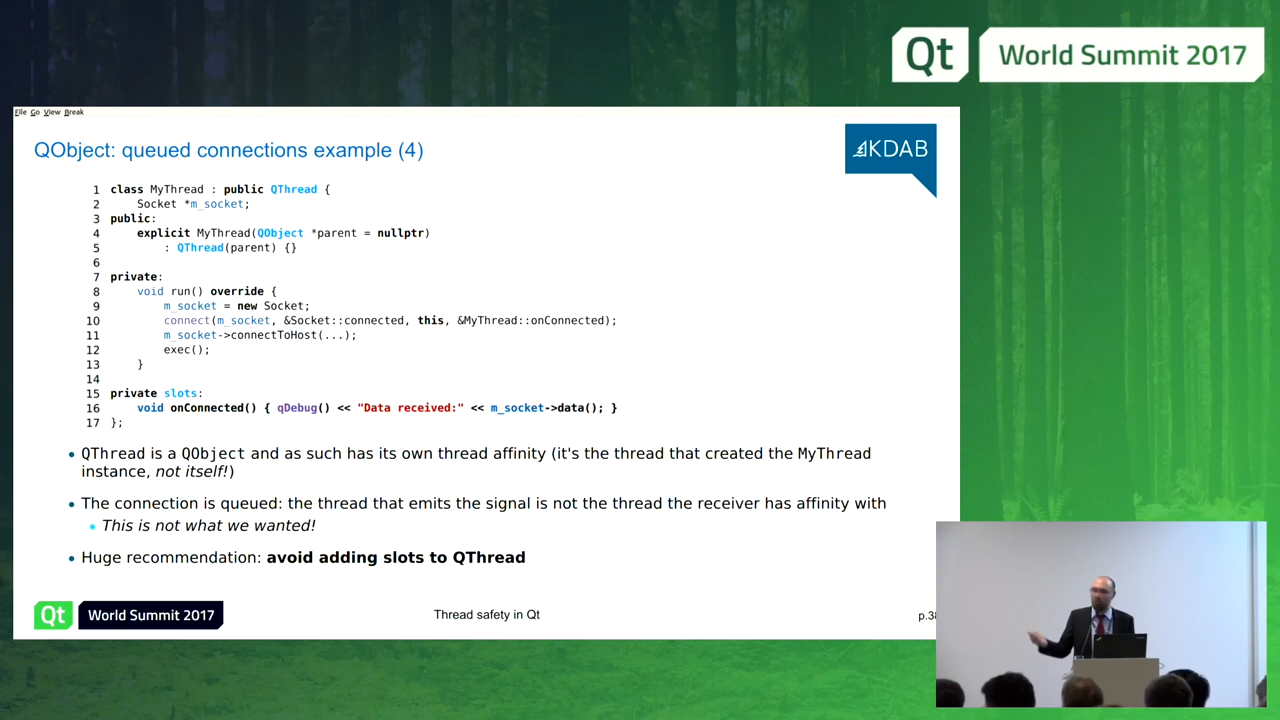 Qt World Summit 2017
File Go View Break
QObject: queued connections example (4)
KDAB
1 class MyThread : public QThread {
2 Socket *m_socket;
3 public:
4 explicit MyThread(QObject *parent = nullptr)
5 : QThread(parent) {}
6
7 private:
8 void run() override {
9 m_socket = new Socket;
10 connect(m_socket, &Socket::connected, this, &MyThread::onConnected);
11 m_socket->connectToHost(...);
12 exec();
13 }
14
15 private slots:
16 void onConnected() { qDebug() << "Data received:" << m_socket->data(); }
17 };
• QThread is a QObject and as such has its own thread affinity (it's the thread that created the MyThread
instance, not itself!)
• The connection is queued: the thread that emits the signal is not the thread the receiver has affinity with
• This is not what we wanted!
• Huge recommendation: avoid adding slots to QThread
Qt World Summit 2017
Thread safety in Qt
p.38